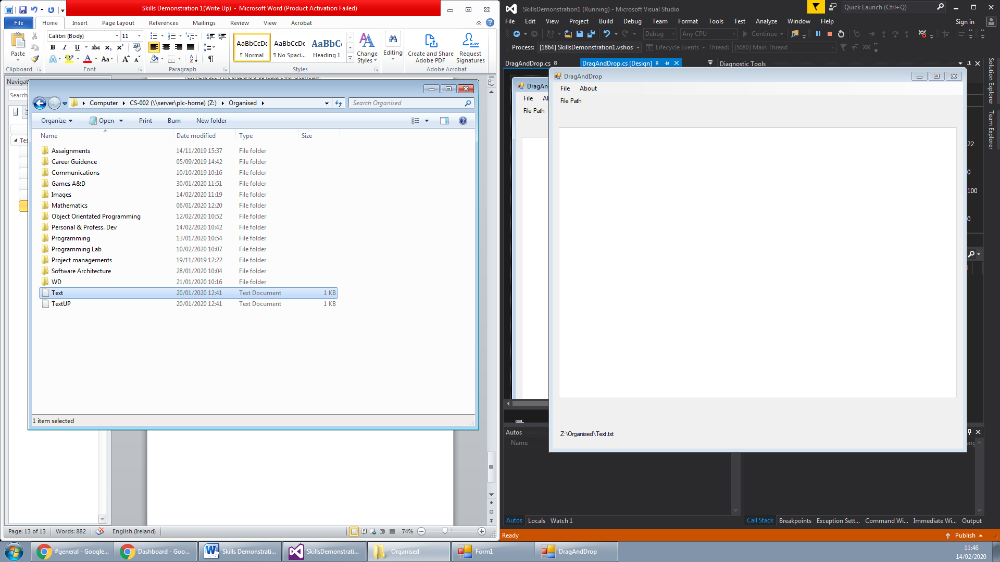 Skills Demonstration 1(Write Up) - Microsoft Word (Product Activation Failed)
File Home Insert Page Layout References Mailings Review View Acrobat
Calibri (Body) 11
Paste
AaBbCcDc AaBbCcDc AaBbCc
¶ Normal ¶ No Spaci... Heading 1
Change Styles
Editing
Create and Share Adobe PDF
Request Signatures
Clipboard Font Paragraph Styles Adobe Acrobat
Navigat
Search
Testing to see if the drag and drop feature works correctly.
Tes
Computer CS-002 (\\server\plc-home) (Z:) Organised
Search Organised
Organize Open Print Burn New folder
Name Date modified Type Size
Assaignments 14/11/2019 15:37 File folder
Career Guidence 05/09/2019 14:42 File folder
Communications 10/10/2019 10:16 File folder
Games A&D 30/01/2020 11:51 File folder
Images 14/02/2020 11:19 File folder
Mathematics 06/01/2020 12:20 File folder
Object Orientated Programming 12/02/2020 10:52 File folder
Personal & Profess. Dev 14/02/2020 10:42 File folder
Programming 13/01/2020 10:54 File folder
Programming Lab 10/02/2020 10:07 File folder
Project managements 19/11/2019 12:22 File folder
Software Architecture 28/01/2020 10:04 File folder
WD 21/01/2020 10:16 File folder
Text 20/01/2020 12:41 Text Document 1 KB
TextUP 20/01/2020 12:41 Text Document 1 KB
1 item selected
Page: 13 of 13 Words: 882 English (Ireland) 74%
SkillsDemonstration1 (Running) - Microsoft Visual Studio
Quick Launch (Ctrl+Q)
File Edit View Project Build Debug Team Format Tools Test Analyze Window Help
Sign in
Debug Any CPU Continue
Process: [1864] SkillsDemonstration1.vshos Lifecycle Events Thread: [5080] Main Thread
DragAndDrop.cs DragAndDrop.cs [Design] Diagnostic Tools
Solution Explorer
Team Explorer
DragAn
File Ab
File Path
DragAndDrop
File About
File Path
Z:\Organised\Text.txt
22
0
100
0
Autos
Name
ang
Autos Locals Watch 1
Call Stack Breakpoints Exception Sett... Command Wi... Immediate Wi... Output
Ready
Publish
#general - Google... Dashboard - Goo... Skills Demonstrati... SkillsDemonstrati... Organised Form1 DragAndDrop
11:46
14/02/2020